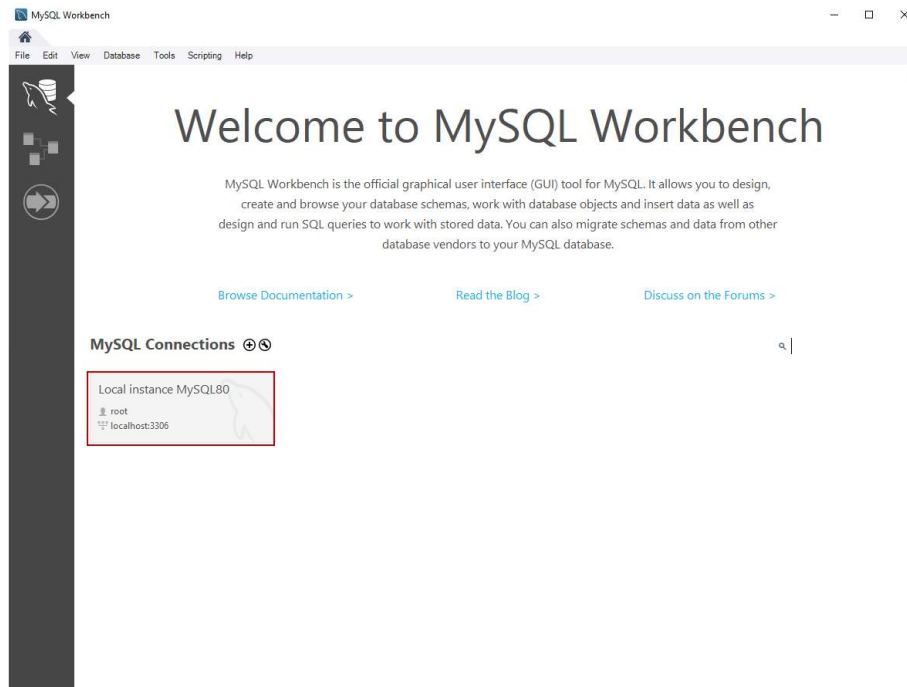 MySQL Workbench
File Edit View Database Tools Scripting Help
Welcome to MySQL Workbench
MySQL Workbench is the official graphical user interface (GUI) tool for MySQL. It allows you to design,
create and browse your database schemas, work with database objects and insert data as well as
design and run SQL queries to work with stored data. You can also migrate schemas and data from other
database vendors to your MySQL database.
Browse Documentation > Read the Blog > Discuss on the Forums >
MySQL Connections
Local instance MySQL80
root
localhost:3306